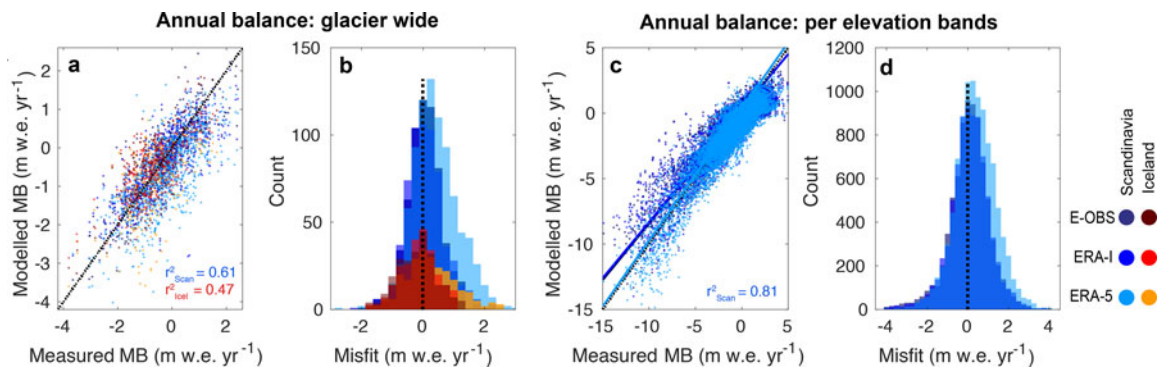 Annual balance: glacier wide
Annual balance: per elevation bands
a
Modelled MB (m w.e. yr⁻¹)
2
1
0
-1
-2
-3
-4
-4
-2
0
2
Measured MB (m w.e. yr⁻¹)
r²Scan = 0.61
r²Icel = 0.47
b
Count
150
100
50
0
-2
0
2
Misfit (m w.e. yr⁻¹)
c
Modelled MB (m w.e. yr⁻¹)
5
0
-5
-10
-15
-15
-10
-5
0
5
Measured MB (m w.e. yr⁻¹)
r²Scan = 0.81
d
Count
1200
1000
800
600
400
200
0
-4
-2
0
2
4
Misfit (m w.e. yr⁻¹)
Scandinavia
Iceland
E-OBS
ERA-I
ERA-5